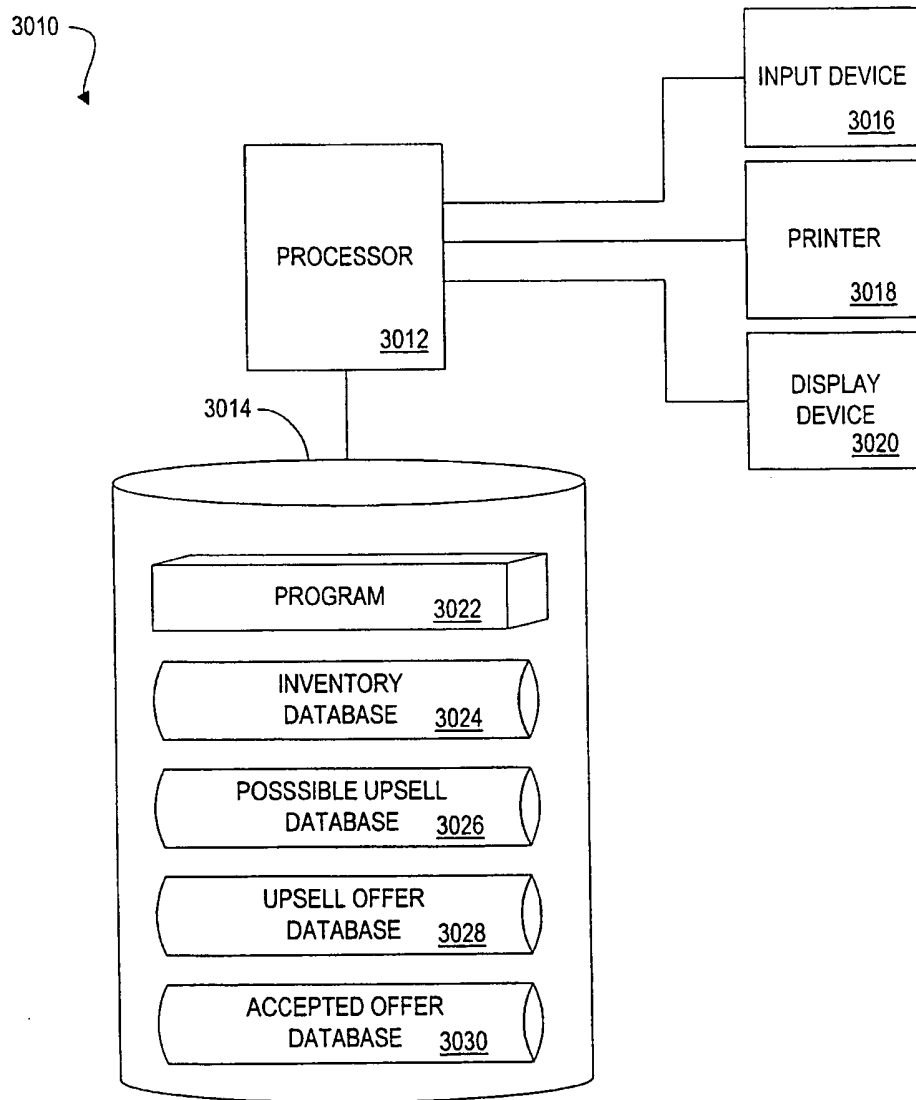 3010
INPUT DEVICE
3016
PROCESSOR
3012
PRINTER
3018
DISPLAY
DEVICE
3020
3014
PROGRAM
3022
INVENTORY
DATABASE
3024
POSSSIBLE UPSELL
DATABASE
3026
UPSELL OFFER
DATABASE
3028
ACCEPTED OFFER
DATABASE
3030